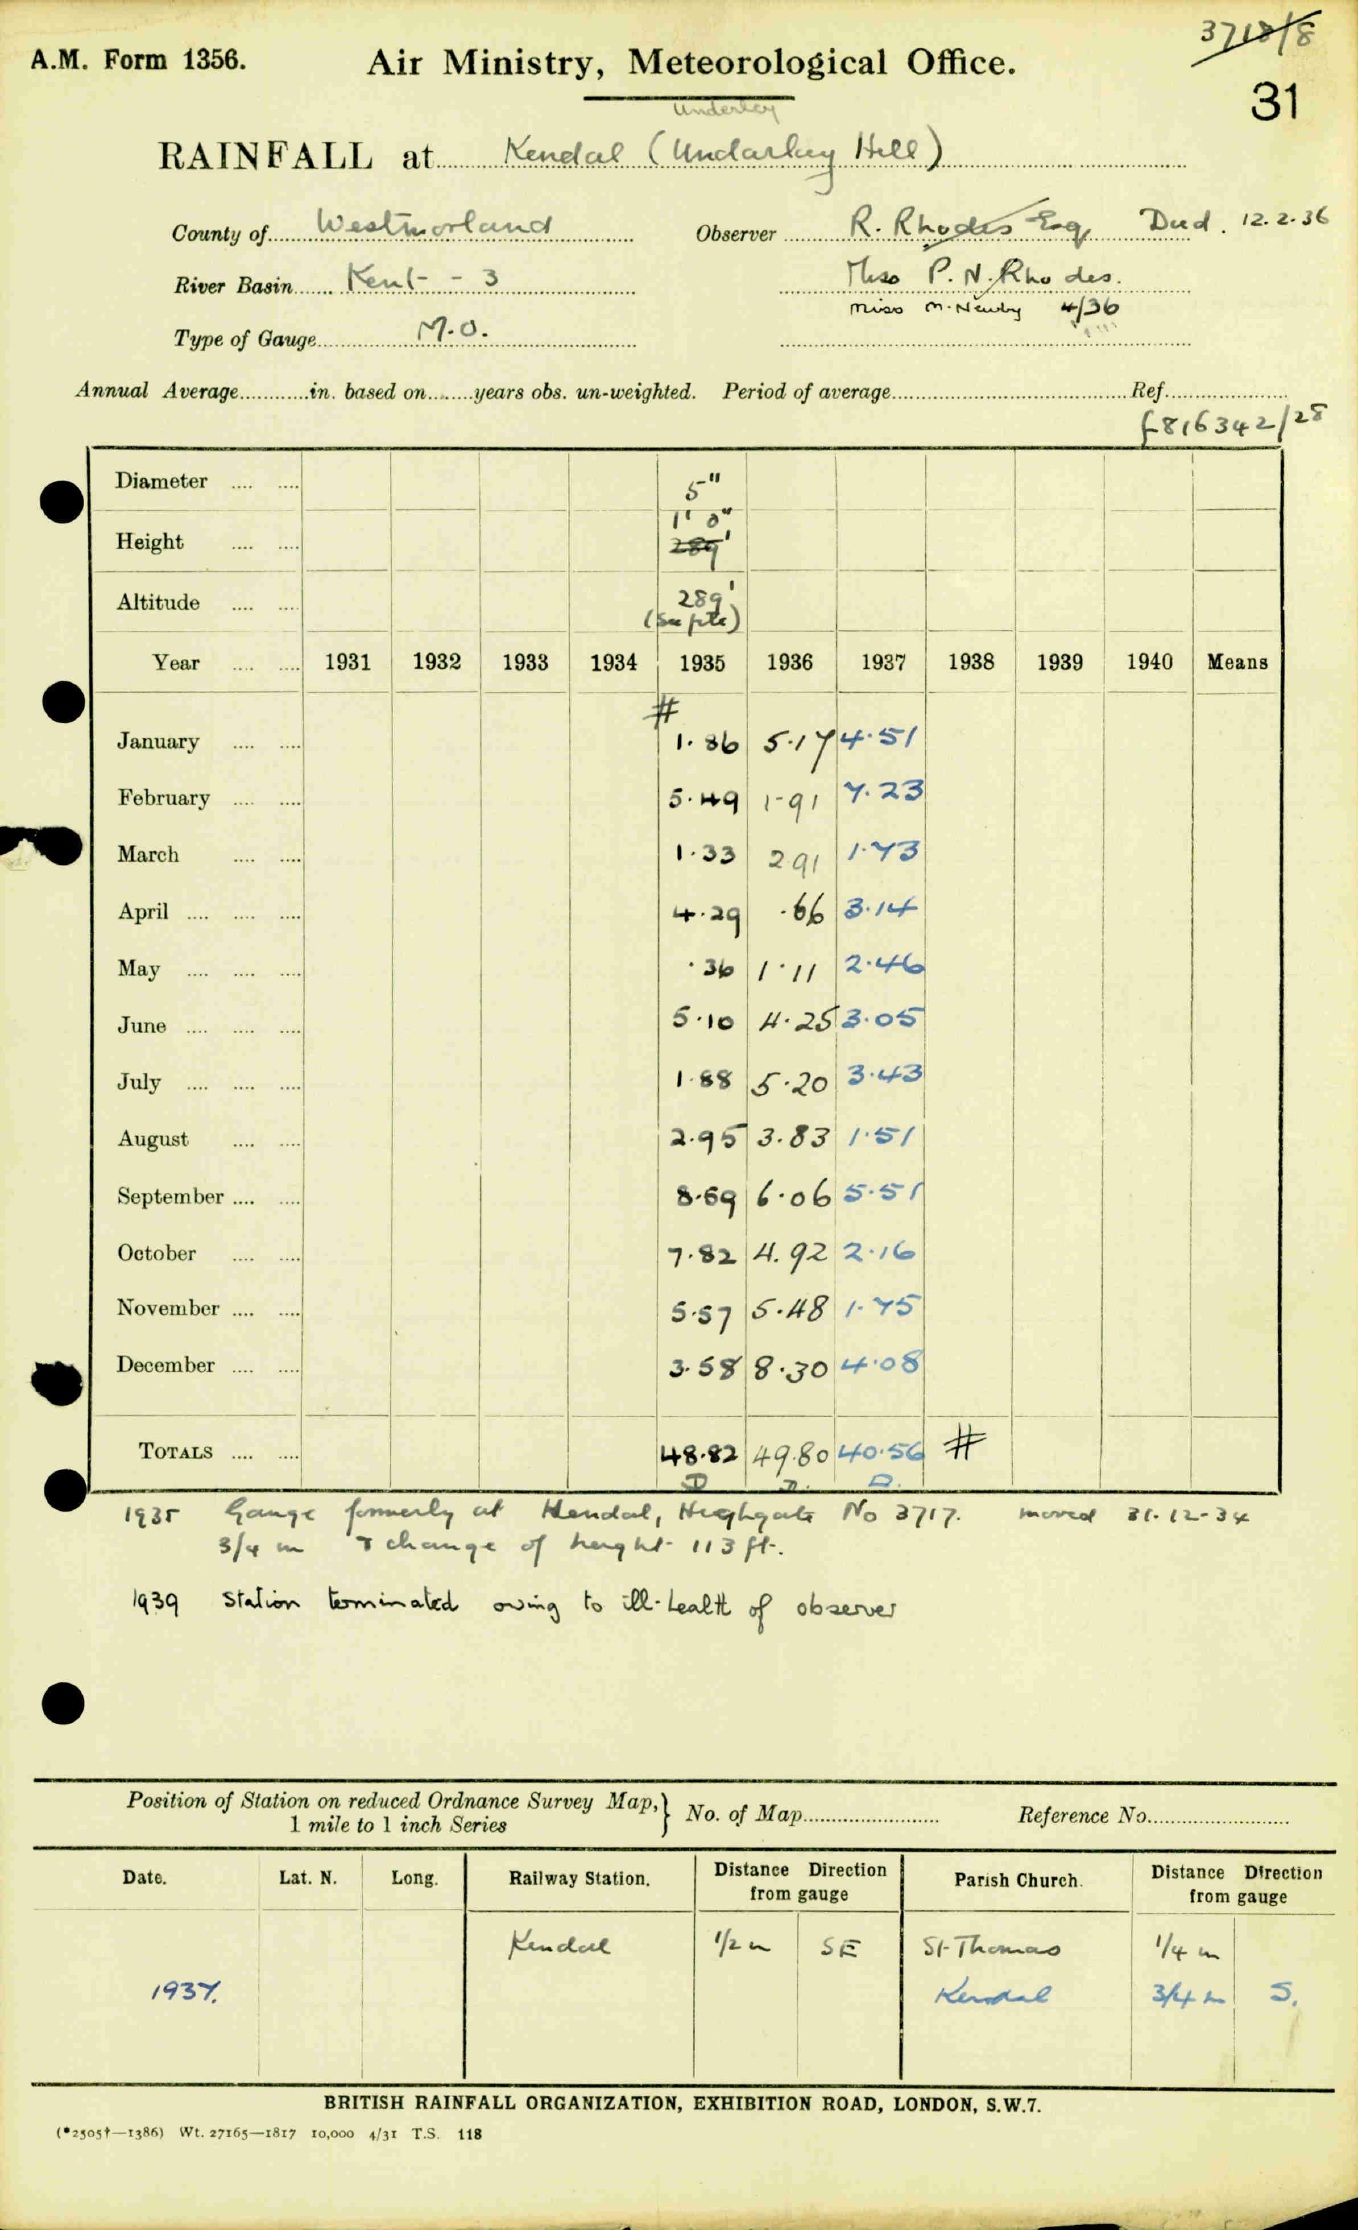 3718/8
A.M. Form 1356. Air Ministry, Meteorological Office.
31
Underlay
RAINFALL at Kendal (Undarlay Hill)
County of Westmorland Observer R. Rhodes Esq. Died. 12.2.36
River Basin Kent - 3 Miss P. N. Rhodes.
Miss M. Newby 4/36
Type of Gauge M.O.
Annual Average in. based on years obs. un-weighted. Period of average Ref.
f816342/28
Diameter .... .... 5"
1' 0"
Height .... .... 289'
Altitude .... .... 289'
Year .... .... 1931 1932 1933 1934 1935 1936 1937 1938 1939 1940 Means
#
January .... .... 1.86 5.17 4.51
February .... .... 5.49 1.91 7.23
March .... .... 1.33 2.91 1.73
April .... .... .... 4.29 .66 3.14
May .... .... .... .36 1.11 2.46
June .... .... .... 5.10 4.25 3.05
July .... .... .... 1.88 5.20 3.43
August .... .... 2.95 3.83 1.51
September .... .... 8.69 6.06 5.51
October .... .... 7.82 4.92 2.16
November .... .... 5.57 5.48 1.75
December .... .... 3.58 8.30 4.08
TOTALS .... .... 48.82 49.80 40.56 #
D D. D.
1935 Gauge formerly at Kendal, Highgate No 3717. moved 31.12.34
3/4 m & change of height 113 ft.
1939 Station terminated owing to ill-health of observer
Position of Station on reduced Ordnance Survey Map, } No. of Map Reference No.
1 mile to 1 inch Series
Date. Lat. N. Long. Railway Station. Distance Direction from gauge Parish Church. Distance Direction from gauge
Kendal 1/2 m SE St Thomas 1/4 m
1937. Kendal 3/4 m S.
BRITISH RAINFALL ORGANIZATION, EXHIBITION ROAD, LONDON, S.W.7.
(*2505†—1386) Wt. 27165—1817 10,000 4/31 T.S. 118